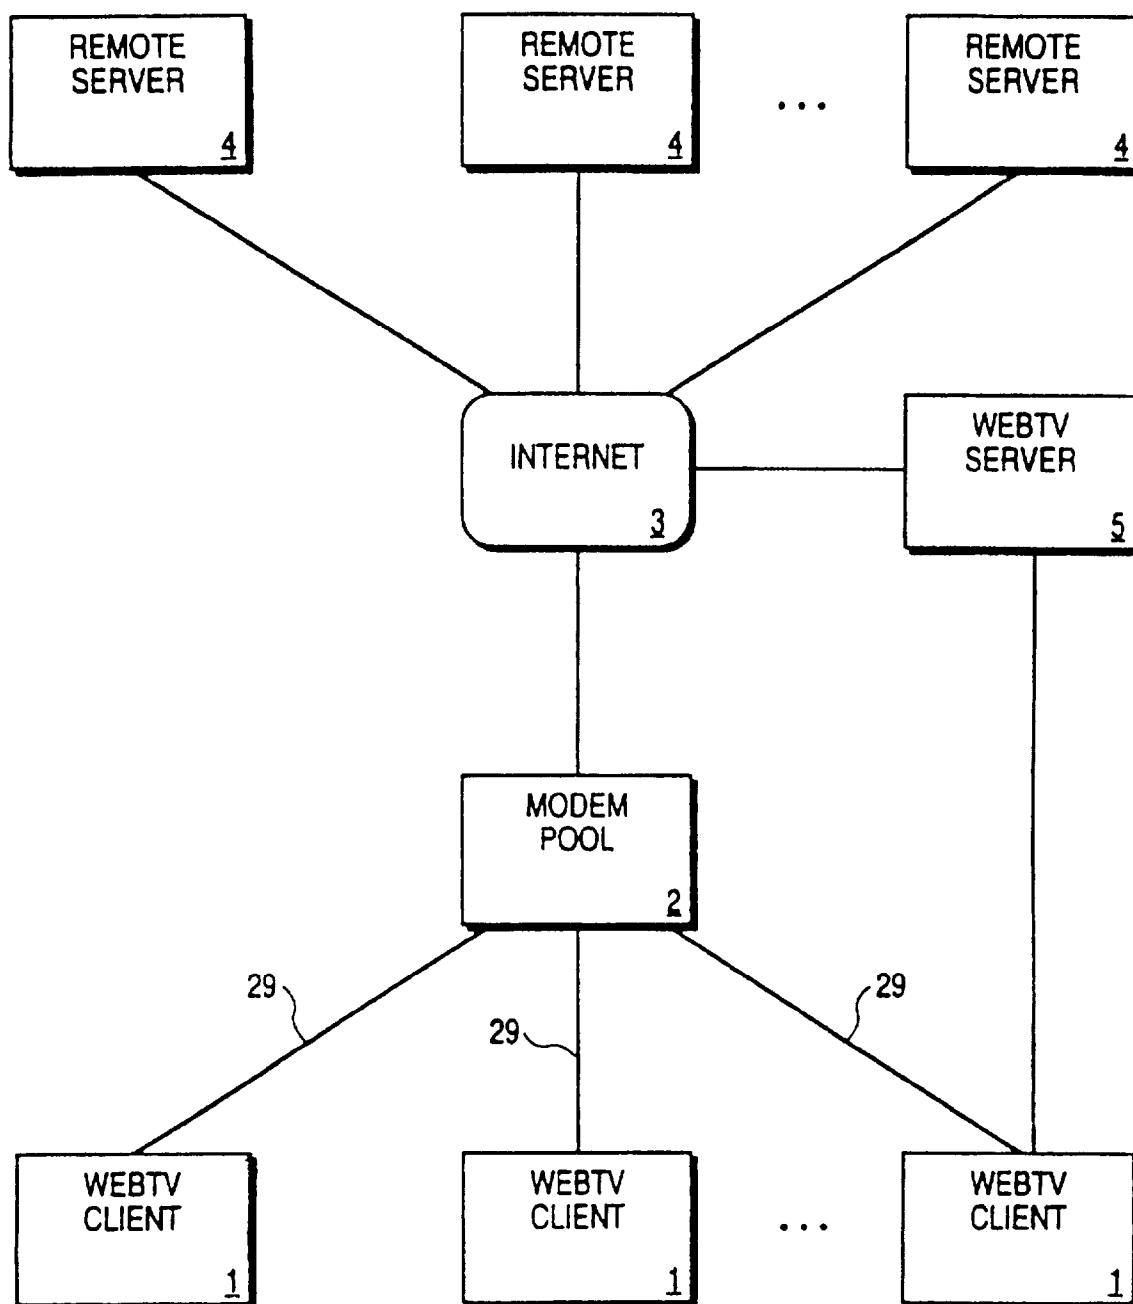 REMOTE
SERVER
4
REMOTE
SERVER
4
...
REMOTE
SERVER
4
INTERNET
3
WEBTV
SERVER
5
MODEM
POOL
2
29
29
29
WEBTV
CLIENT
1
WEBTV
CLIENT
1
...
WEBTV
CLIENT
1